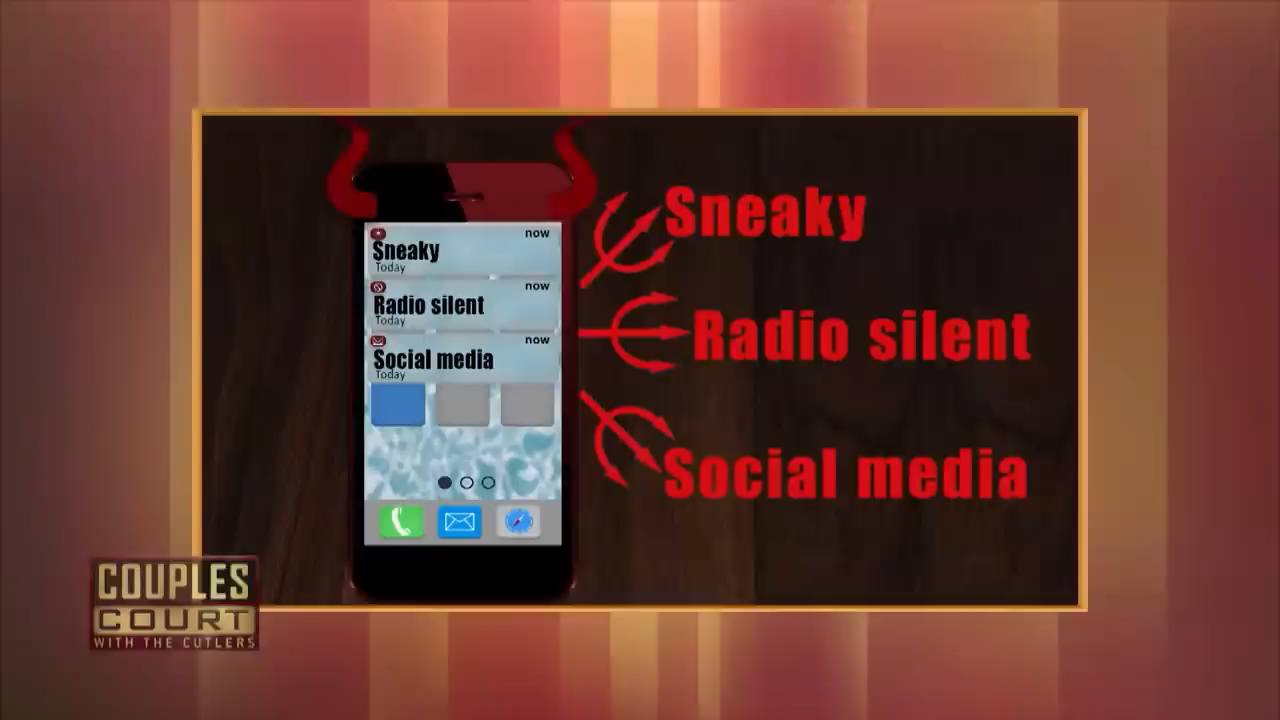 now
Sneaky
Today
now
Radio silent
Today
now
Social media
Today
Sneaky
Radio silent
Social media
COUPLES
COURT
WITH THE CUTLERS